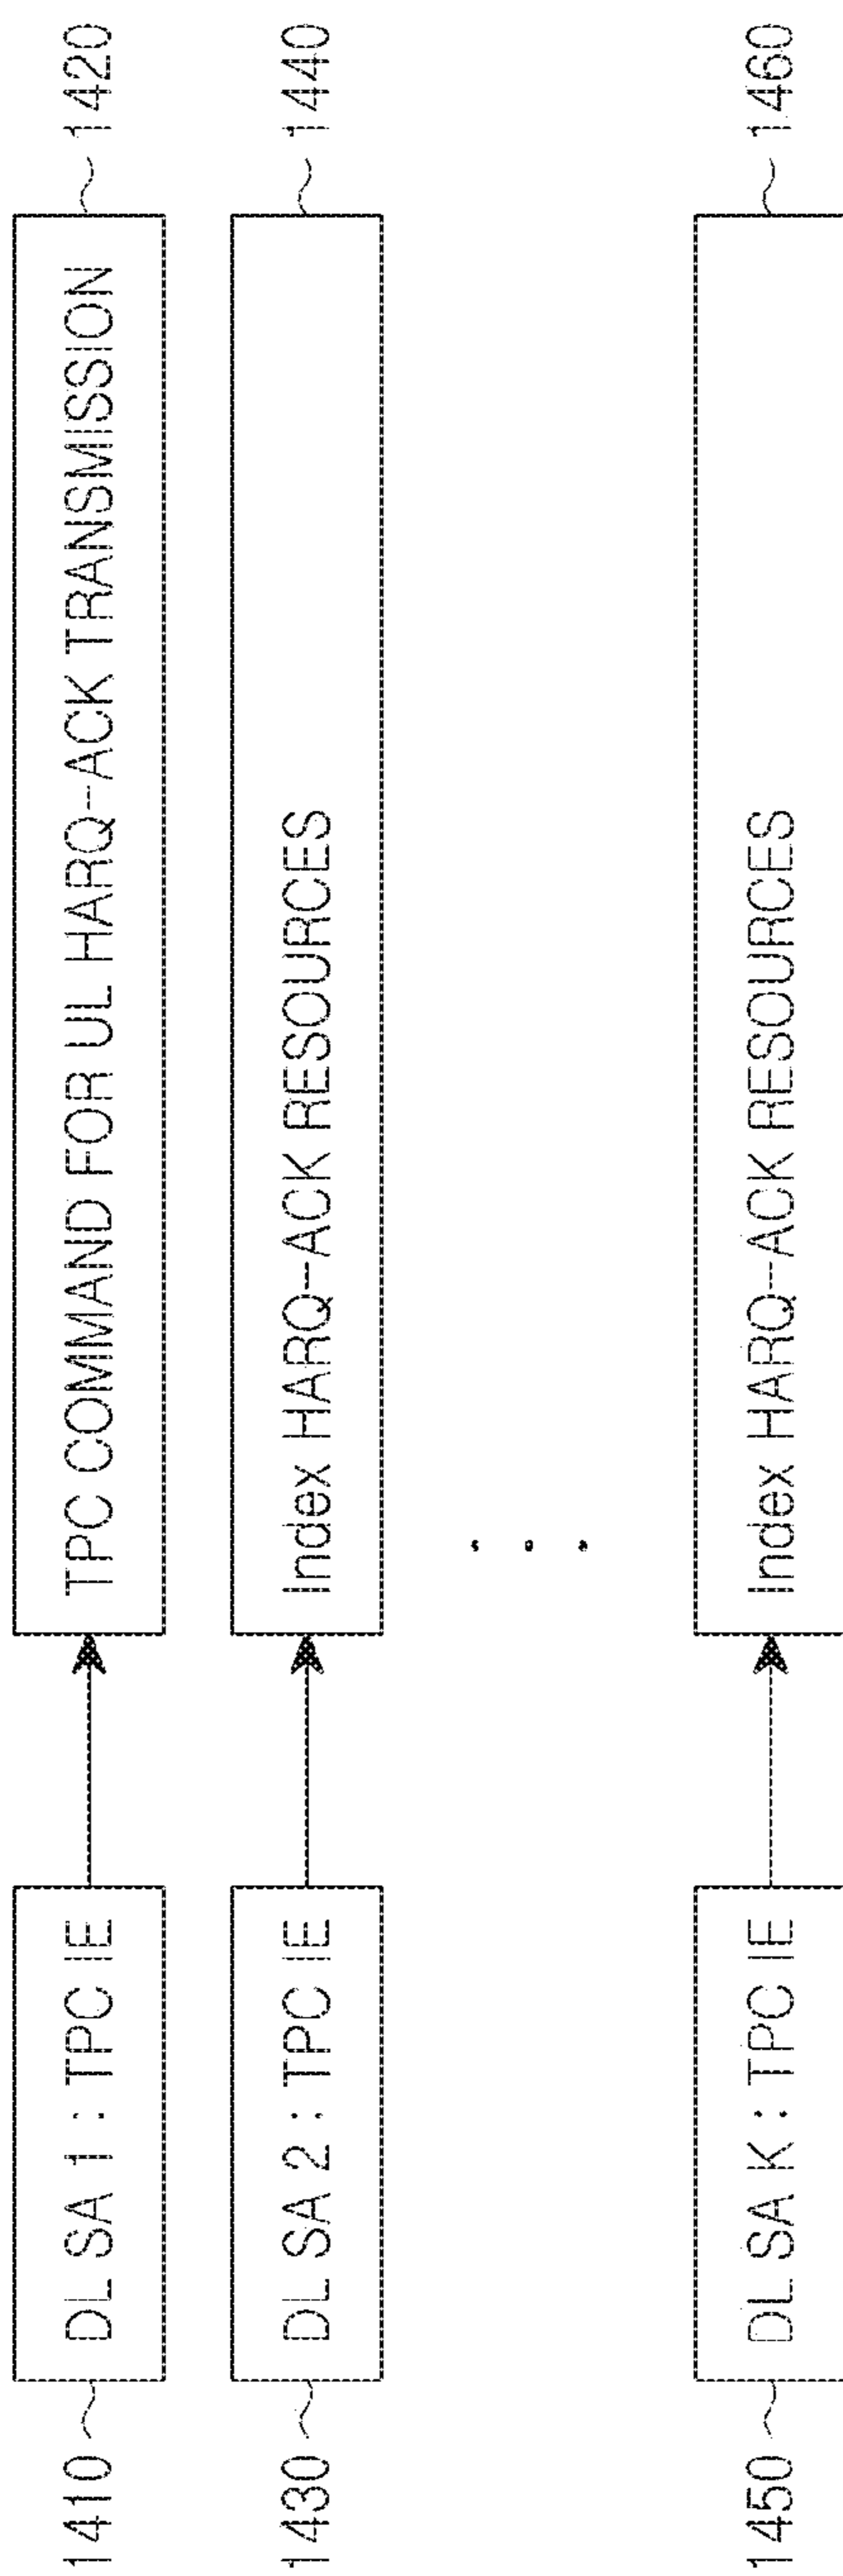 1410 DL SA 1 : TPC IE TPC COMMAND FOR UL HARQ-ACK TRANSMISSION 1420
1430 DL SA 2 : TPC IE Index HARQ-ACK RESOURCES 1440
1450 DL SA K : TPC IE Index HARQ-ACK RESOURCES 1460